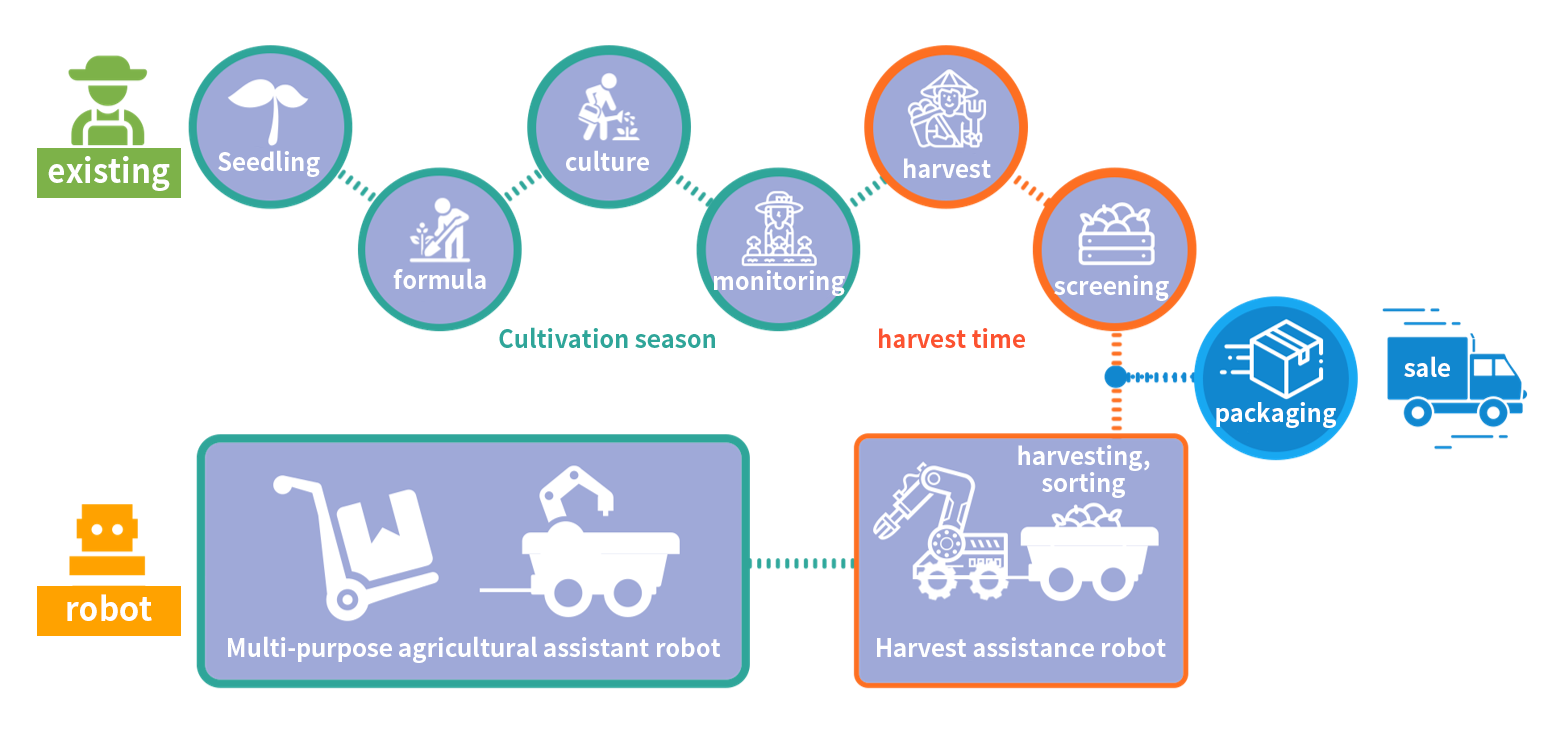 existing
Seedling
formula
culture
monitoring
harvest
screening
Cultivation season
harvest time
packaging
sale
robot
Multi-purpose agricultural assistant robot
harvesting,
sorting
Harvest assistance robot